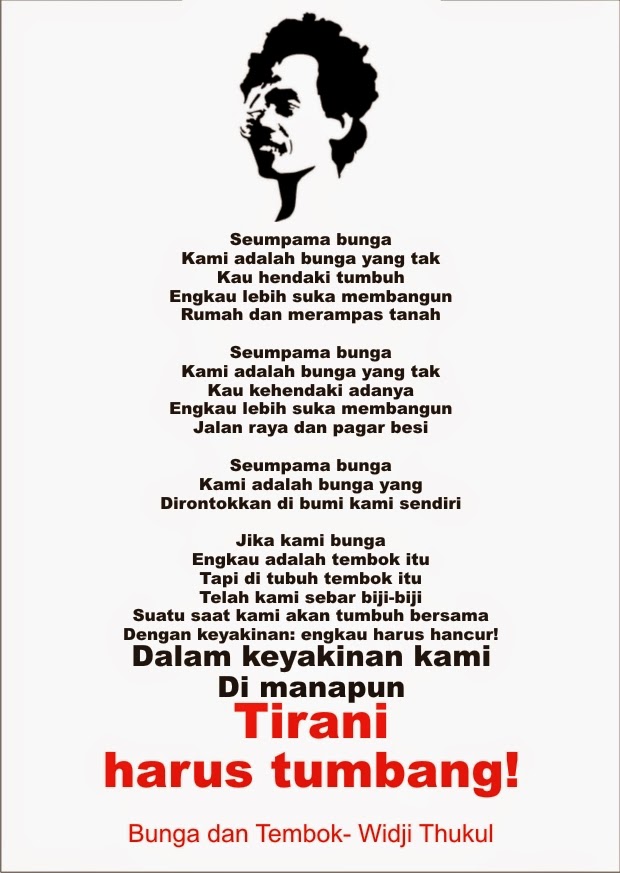 Seumpama bunga
Kami adalah bunga yang tak
Kau hendaki tumbuh
Engkau lebih suka membangun
Rumah dan merampas tanah
Seumpama bunga
Kami adalah bunga yang tak
Kau kehendaki adanya
Engkau lebih suka membangun
Jalan raya dan pagar besi
Seumpama bunga
Kami adalah bunga yang
Dirontokkan di bumi kami sendiri
Jika kami bunga
Engkau adalah tembok itu
Tapi di tubuh tembok itu
Telah kami sebar biji-biji
Suatu saat kami akan tumbuh bersama
Dengan keyakinan: engkau harus hancur!
Dalam keyakinan kami
Di manapun
Tirani
harus tumbang!
Bunga dan Tembok- Widji Thukul